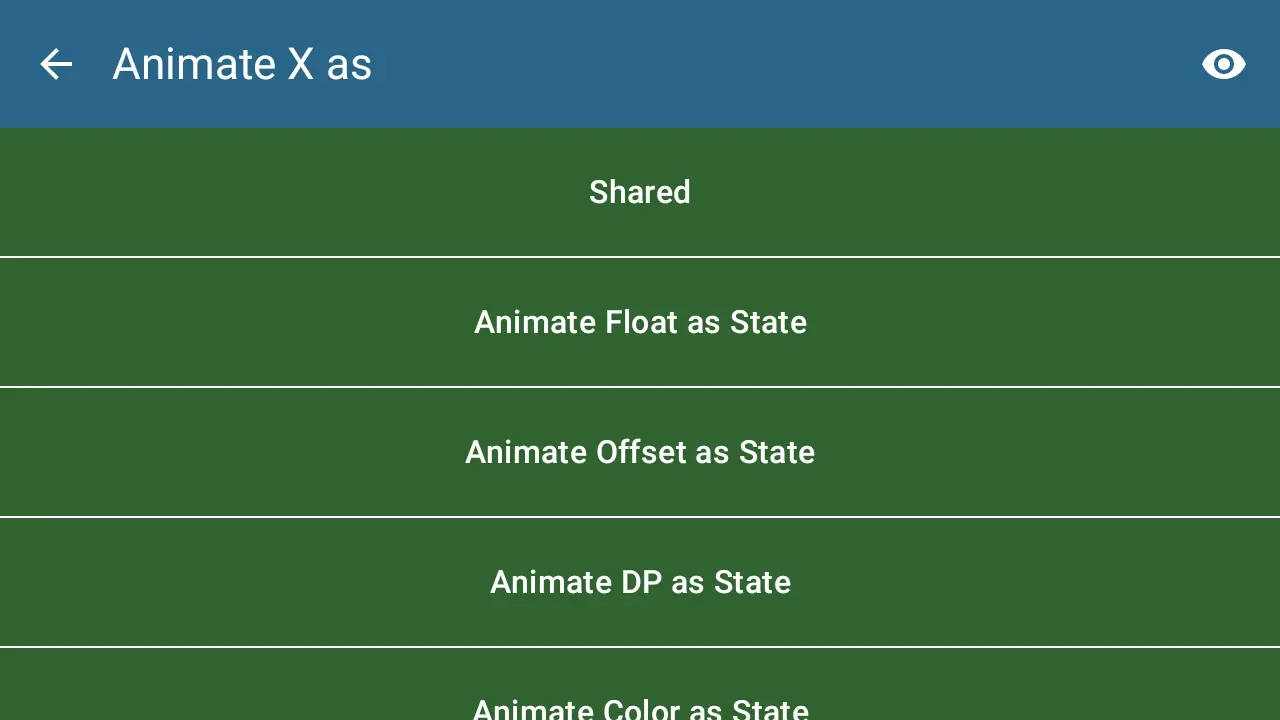 Animate X as
Shared
Animate Float as State
Animate Offset as State
Animate DP as State
Animate Color as State